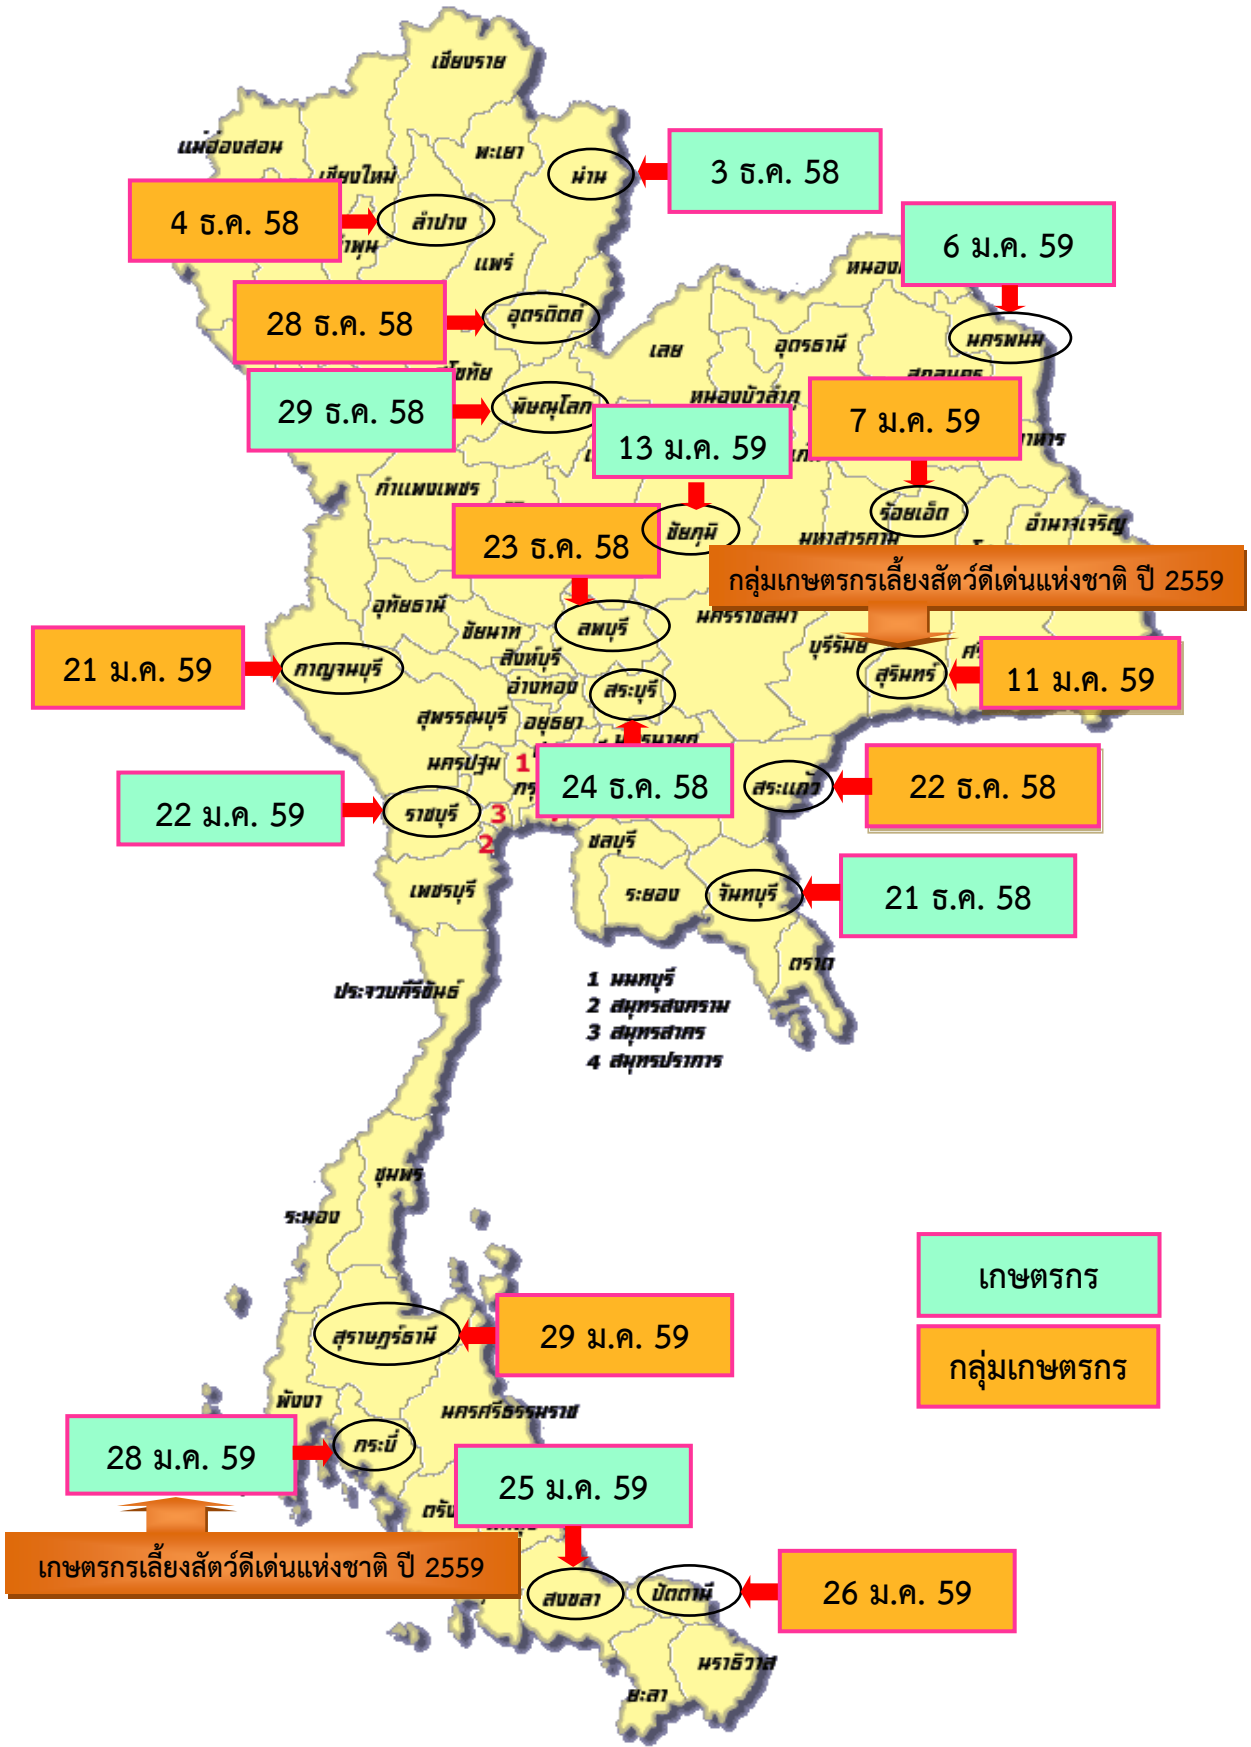 เชียงราย
แม่ฮ่องสอน
พะเยา
เชียงใหม่
น่าน
3 ธ.ค. 58
4 ธ.ค. 58
ลำปาง
แพร่
6 ม.ค. 59
28 ธ.ค. 58
อุตรดิตถ์
เลย
อุดรธานี
นครพนม
29 ธ.ค. 58
พิษณุโลก
หนองบัวลำภู
7 ม.ค. 59
13 ม.ค. 59
กำแพงเพชร
ชัยภูมิ
ร้อยเอ็ด
อำนาจเจริญ
มหาสารคาม
23 ธ.ค. 58
กลุ่มเกษตรกรเลี้ยงสัตว์ดีเด่นแห่งชาติ ปี 2559
อุทัยธานี
ชัยนาท
ลพบุรี
นครราชสีมา
บุรีรัมย์
21 ม.ค. 59
กาญจนบุรี
สิงห์บุรี
อ่างทอง
สระบุรี
สุรินทร์
11 ม.ค. 59
สุพรรณบุรี
อยุธยา
นครปฐม
1
24 ธ.ค. 58
สระแก้ว
22 ธ.ค. 58
22 ม.ค. 59
ราชบุรี
3
2
ชลบุรี
เพชรบุรี
ระยอง
จันทบุรี
21 ธ.ค. 58
ตราด
ประจวบคีรีขันธ์
1 นนทบุรี
2 สมุทรสงคราม
3 สมุทรสาคร
4 สมุทรปราการ
ชุมพร
ระนอง
เกษตรกร
กลุ่มเกษตรกร
สุราษฎร์ธานี
29 ม.ค. 59
พังงา
นครศรีธรรมราช
28 ม.ค. 59
กระบี่
25 ม.ค. 59
เกษตรกรเลี้ยงสัตว์ดีเด่นแห่งชาติ ปี 2559
สงขลา
ปัตตานี
26 ม.ค. 59
นราธิวาส
ยะลา